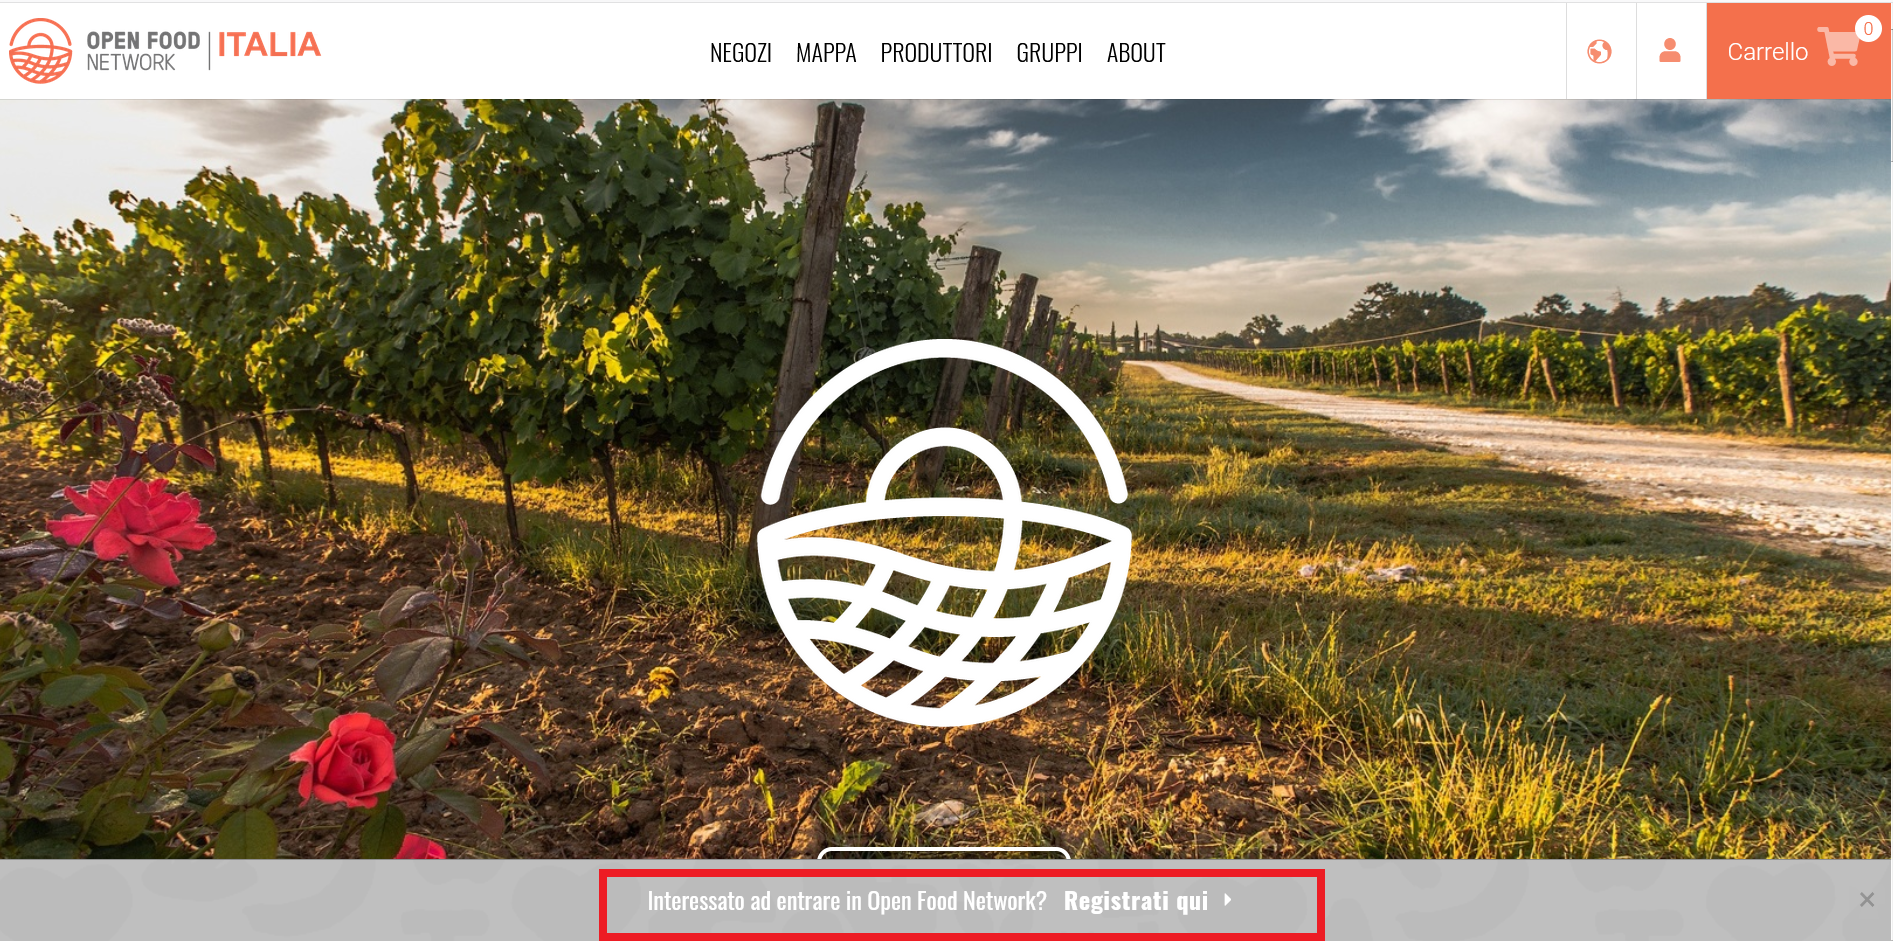 OPEN FOOD
NETWORK
ITALIA
NEGOZI MAPPA PRODUTTORI GRUPPI ABOUT
Carrello 0
Interessato ad entrare in Open Food Network? Registrati qui